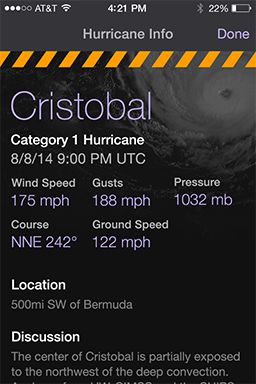 AT&T 4:21 PM 22%
Hurricane Info Done
Cristobal
Category 1 Hurricane
8/8/14 9:00 PM UTC
Wind Speed Gusts Pressure
175 mph 188 mph 1032 mb
Course Ground Speed
NNE 242° 122 mph
Location
500mi SW of Bermuda
Discussion
The center of Cristobal is partially exposed
to the northwest of the deep convection.